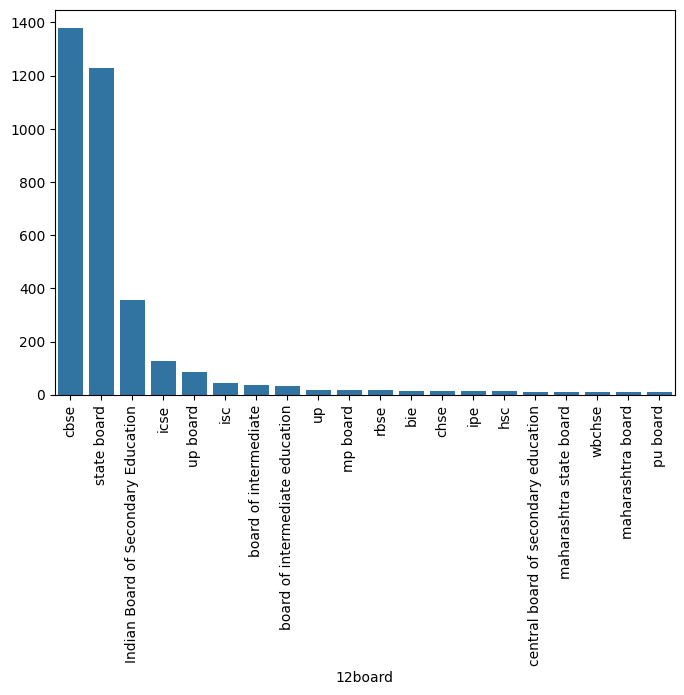 1400
1200
1000
800
600
400
200
0
cbse
state board
Indian Board of Secondary Education
icse
up board
isc
board of intermediate
board of intermediate education
up
mp board
rbse
bie
chse
ipe
hsc
central board of secondary education
maharashtra state board
wbchse
maharashtra board
pu board
12board